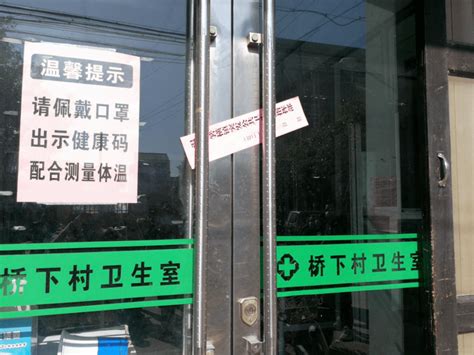 温馨提示
请佩戴口罩
出示健康码
配合测量体温
桥下村卫生室
桥下村卫生室